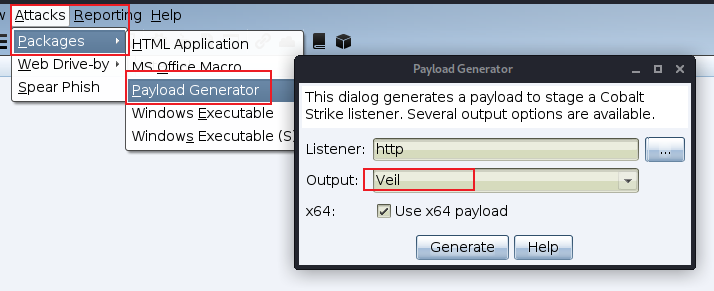 Attacks Reporting Help
Packages
Web Drive-by
Spear Phish
HTML Application
MS Office Macro
Payload Generator
Windows Executable
Windows Executable (S)
Payload Generator
This dialog generates a payload to stage a Cobalt
Strike listener. Several output options are available.
Listener: http ...
Output: Veil
x64: Use x64 payload
Generate Help